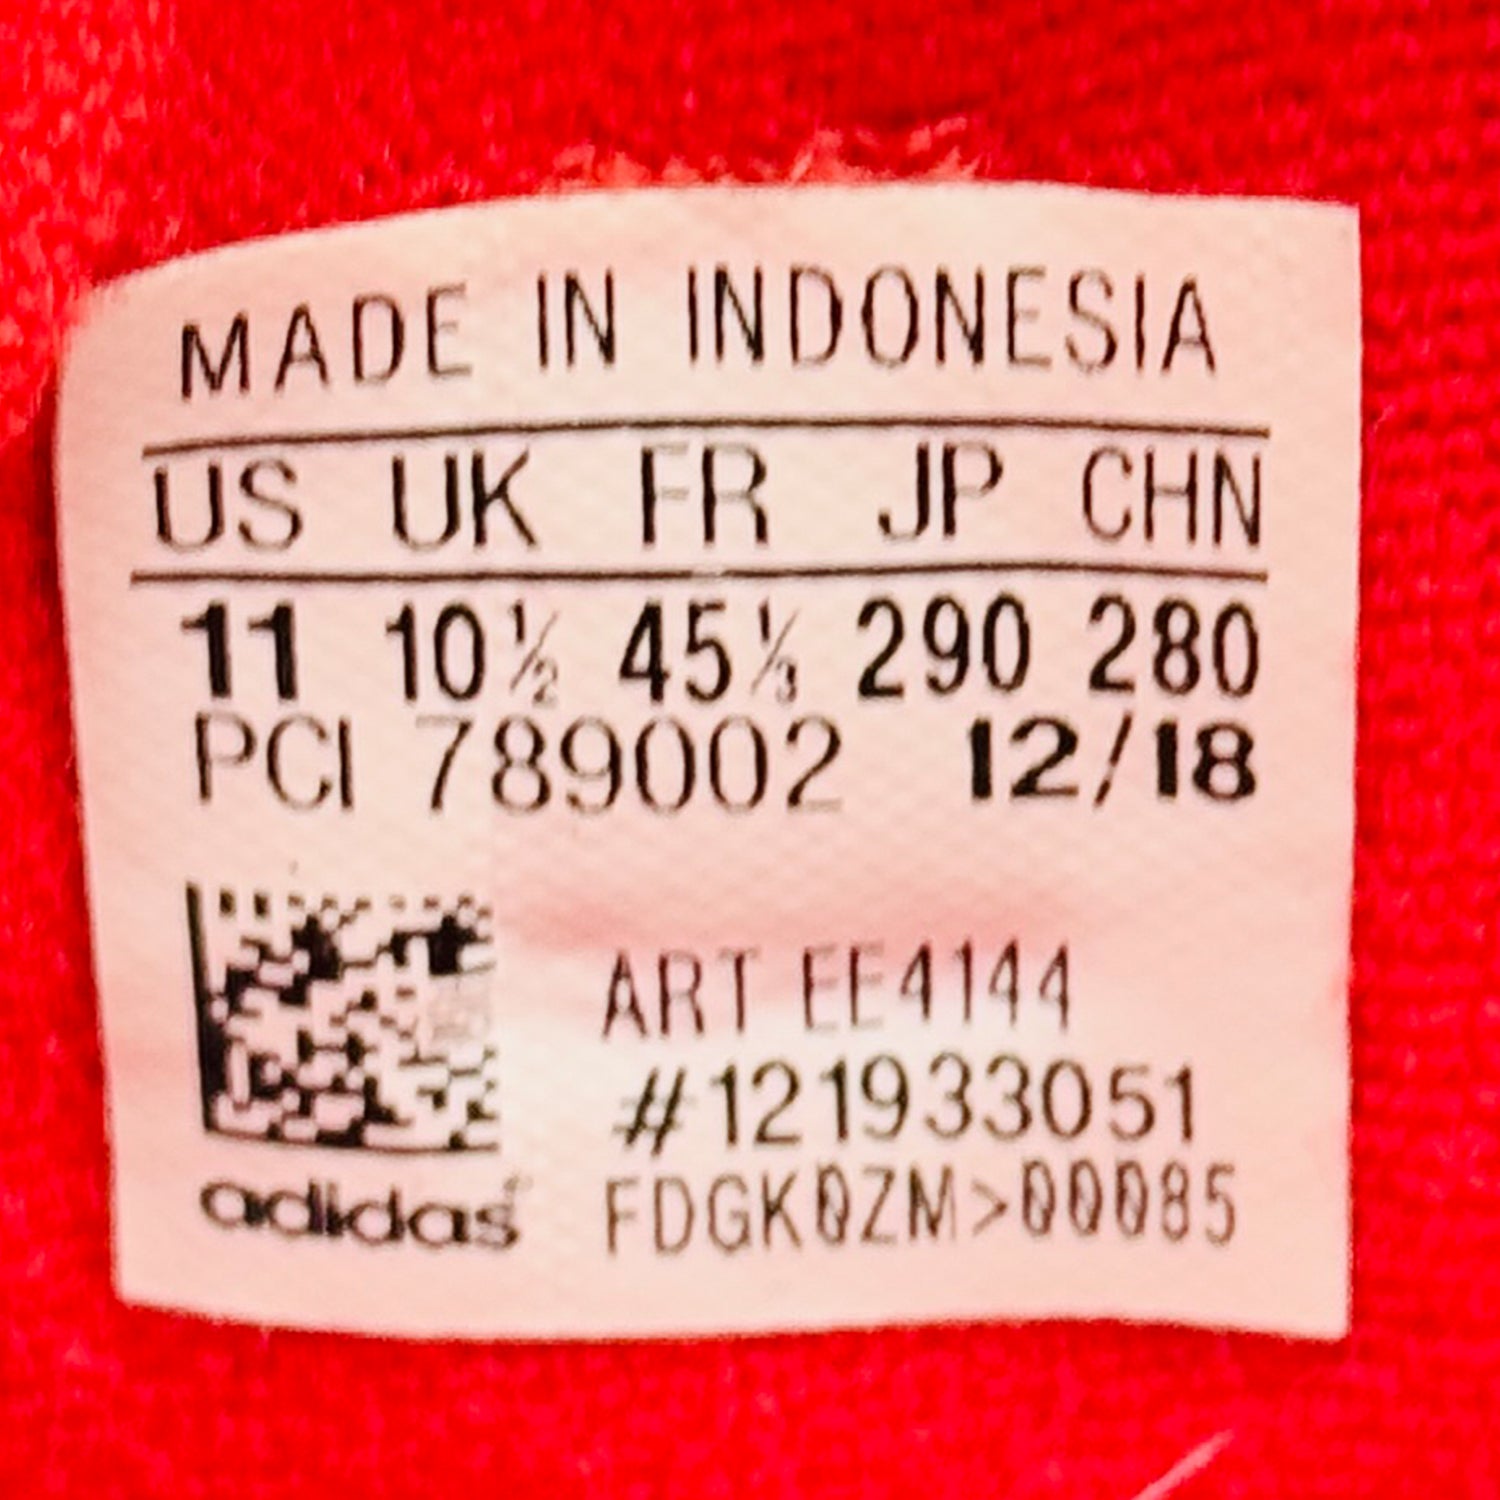 MADE IN INDONESIA
US UK FR JP CHN
11 10½ 45⅓ 290 280
PCI 789002 12/18
ART EE4144
#121933051
adidas FDGK0ZM>00085